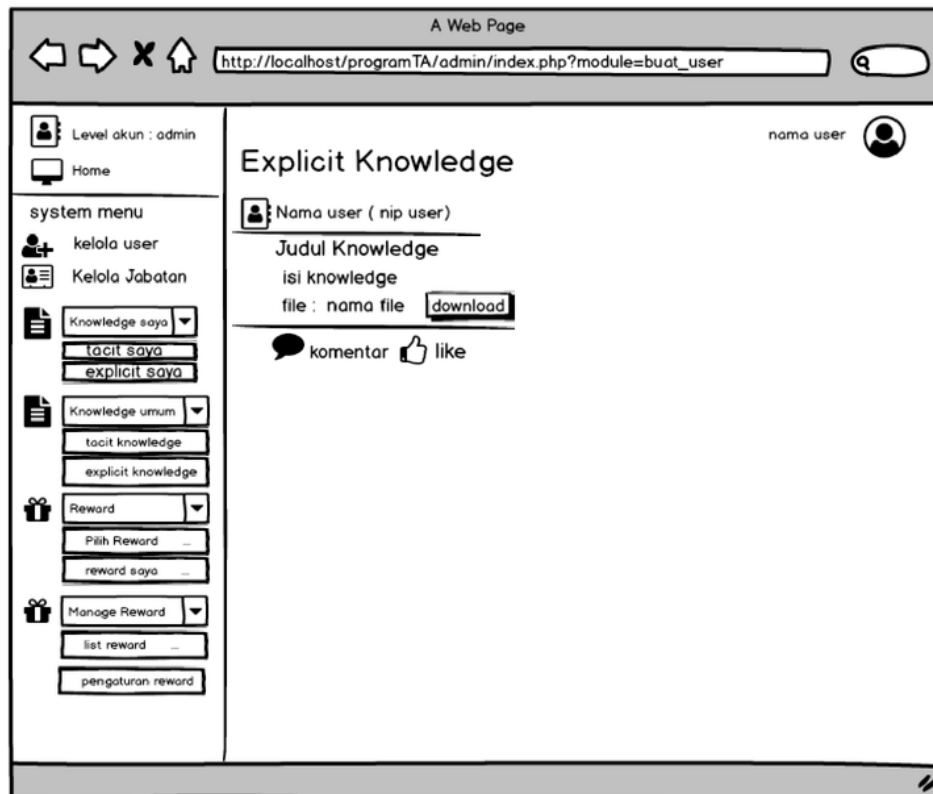 A Web Page
http://localhost/programTA/admin/index.php?module=buat_user
Level akun : admin
Home
system menu
kelola user
Kelola Jabatan
Knowledge saya
tacit saya
explicit saya
Knowledge umum
tacit knowledge
explicit knowledge
Reward
Pilih Reward ...
reward saya ...
Manage Reward
list reward ...
pengaturan reward
nama user
Explicit Knowledge
Nama user ( nip user)
Judul Knowledge
isi knowledge
file : nama file download
komentar like